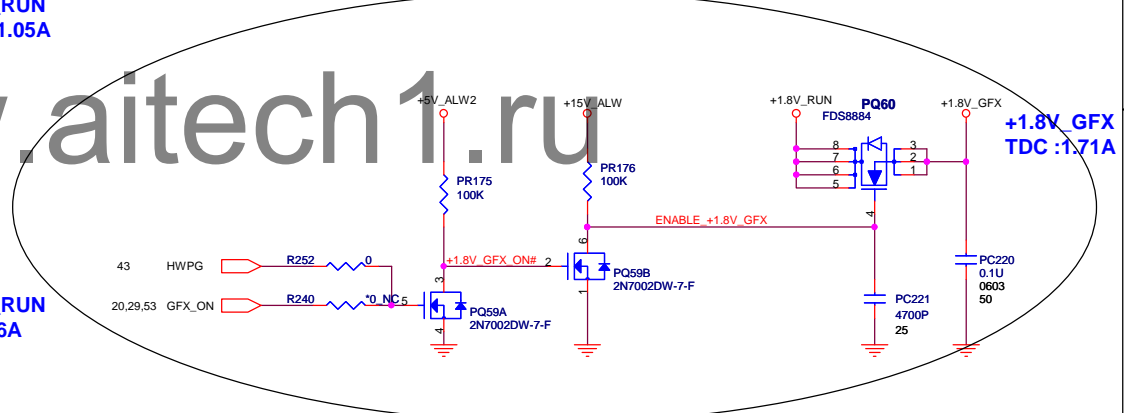 _RUN
1.05A
w.aitech1.ru
+5V_ALW2
+15V_ALW
+1.8V_RUN
PQ60
FDS8884
+1.8V_GFX
+1.8V_GFX
TDC :1.71A
8
7
6
5
3
2
1
4
PR175
100K
PR176
100K
ENABLE_+1.8V_GFX
43 HWPG
R252 0
+1.8V_GFX_ON#
2
6
1
PQ59B
2N7002DW-7-F
20,29,53 GFX_ON
R240 *0_NC
5
3
4
PQ59A
2N7002DW-7-F
PC221
4700P
25
PC220
0.1U
0603
50
_RUN
6A